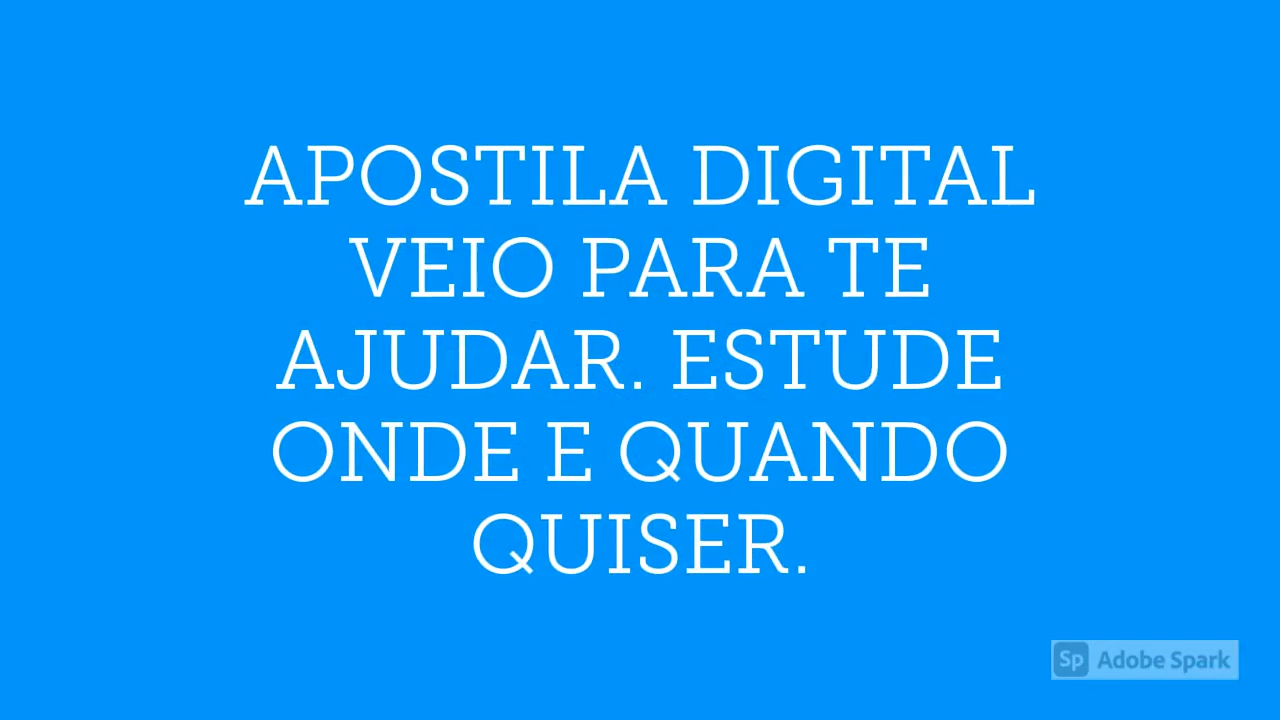 APOSTILA DIGITAL
VEIO PARA TE
AJUDAR. ESTUDE
ONDE E QUANDO
QUISER.
Sp Adobe Spark